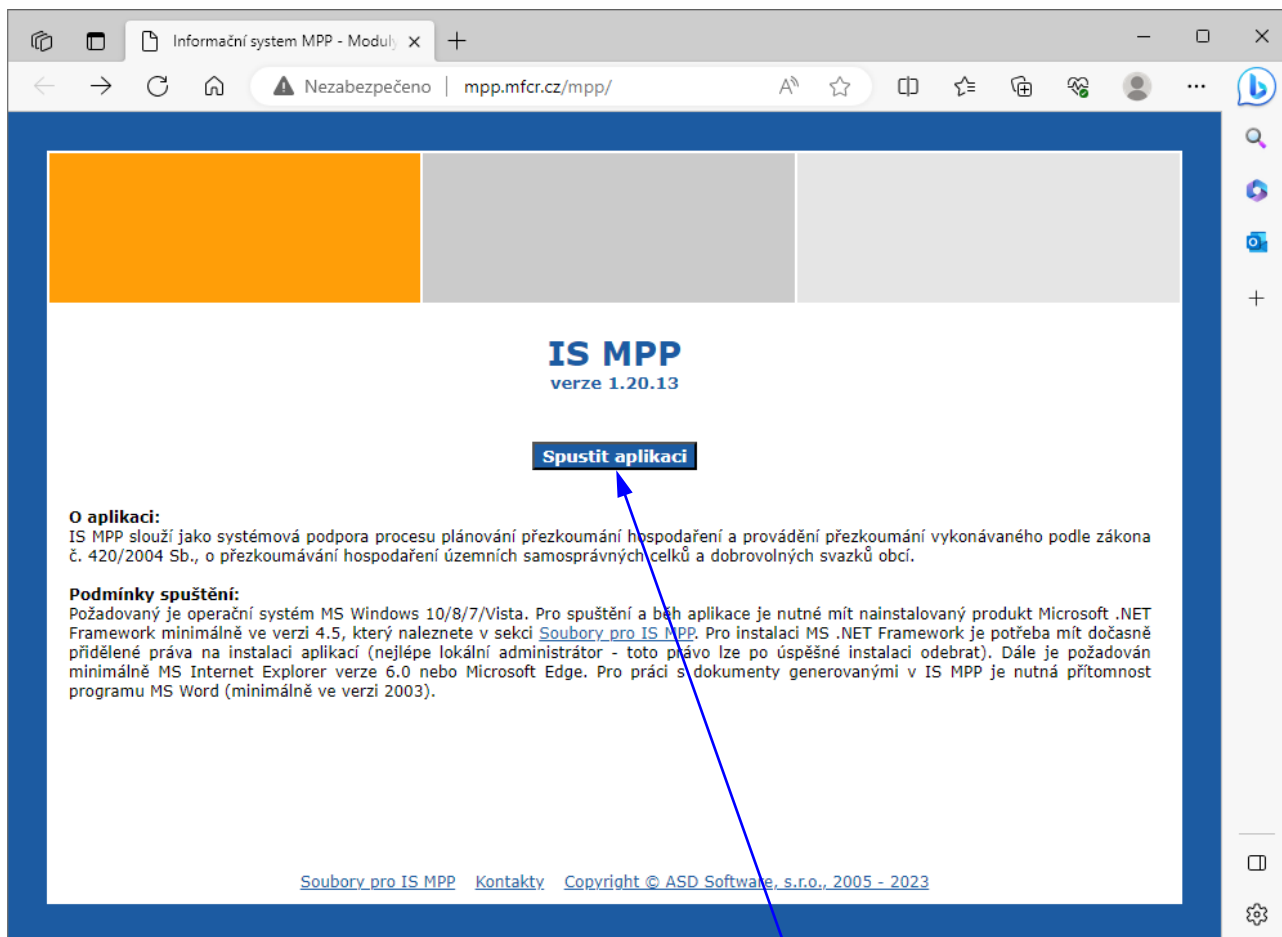 Informační system MPP - Moduly
Nezabezpečeno | mpp.mfcr.cz/mpp/
IS MPP
verze 1.20.13
Spustit aplikaci
O aplikaci:
IS MPP slouží jako systémová podpora procesu plánování přezkoumání hospodaření a provádění přezkoumání vykonávaného podle zákona
č. 420/2004 Sb., o přezkoumávání hospodaření územních samosprávných celků a dobrovolných svazků obcí.
Podmínky spuštění:
Požadovaný je operační systém MS Windows 10/8/7/Vista. Pro spuštění a běh aplikace je nutné mít nainstalovaný produkt Microsoft .NET
Framework minimálně ve verzi 4.5, který naleznete v sekci Soubory pro IS MPP. Pro instalaci MS .NET Framework je potřeba mít dočasně
přidělené práva na instalaci aplikací (nejlépe lokální administrátor - toto právo lze po úspěšné instalaci odebrat). Dále je požadován
minimálně MS Internet Explorer verze 6.0 nebo Microsoft Edge. Pro práci s dokumenty generovanými v IS MPP je nutná přítomnost
programu MS Word (minimálně ve verzi 2003).
Soubory pro IS MPP Kontakty Copyright © ASD Software, s.r.o., 2005 - 2023